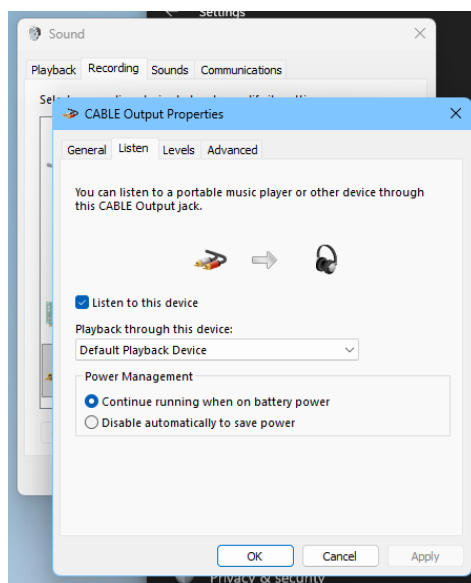 Settings
Sound
Playback
Recording
Sounds
Communications
CABLE Output Properties
General
Listen
Levels
Advanced
You can listen to a portable music player or other device through
this CABLE Output jack.
Listen to this device
Playback through this device:
Default Playback Device
Power Management
Continue running when on battery power
Disable automatically to save power
OK
Cancel
Apply
Privacy & security